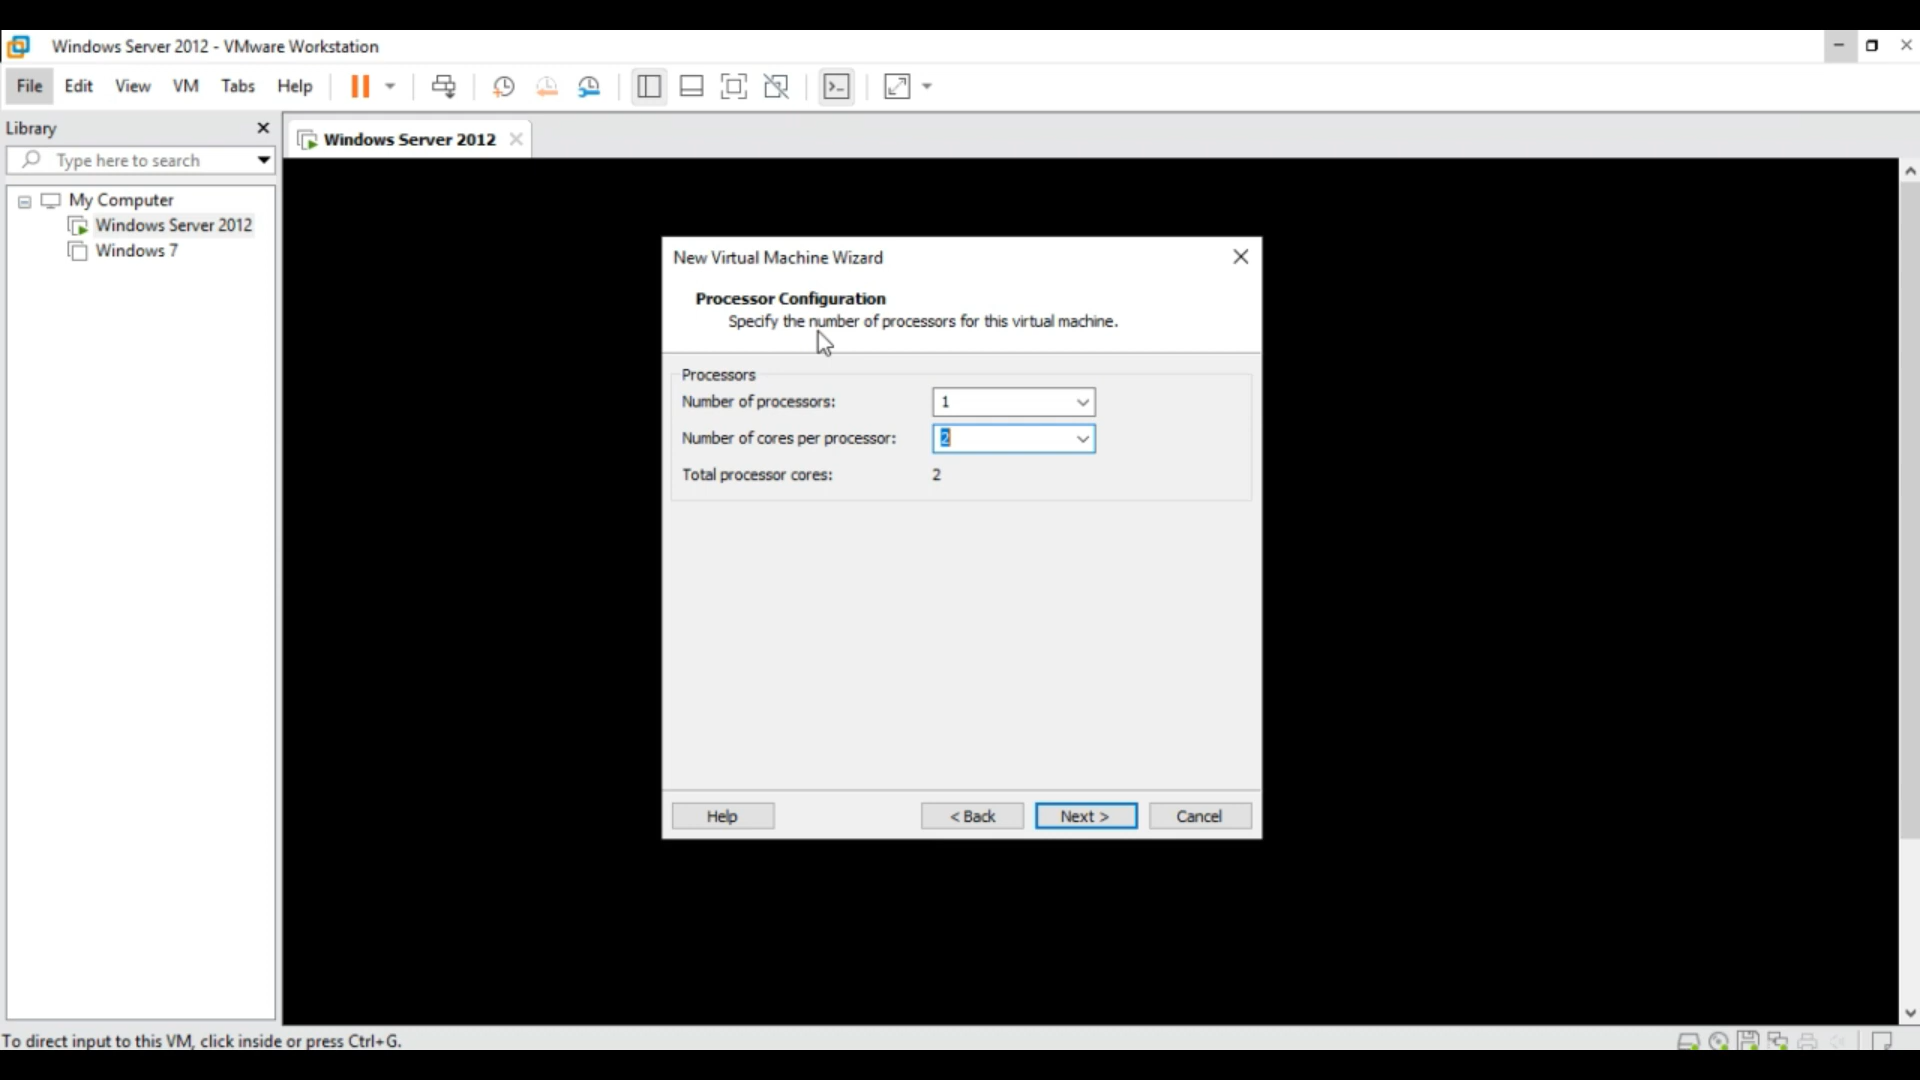 Windows Server 2012 - VMware Workstation
File Edit View VM Tabs Help
Library
Windows Server 2012
Type here to search
My Computer
Windows Server 2012
Windows 7
New Virtual Machine Wizard
Processor Configuration
Specify the number of processors for this virtual machine.
Processors
Number of processors: 1
Number of cores per processor: 2
Total processor cores: 2
Help < Back Next > Cancel
To direct input to this VM, click inside or press Ctrl+G.